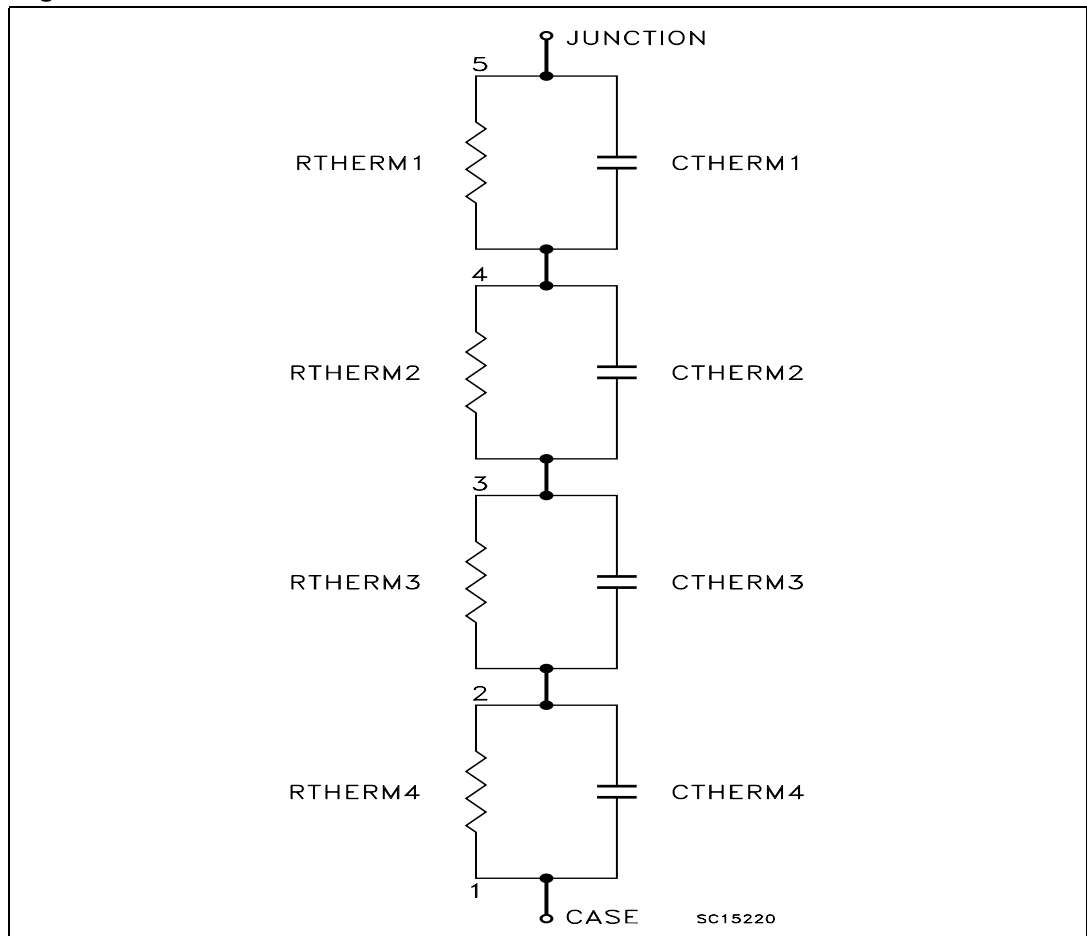 JUNCTION
5
RTHERM1 CTHERM1
4
RTHERM2 CTHERM2
3
RTHERM3 CTHERM3
2
RTHERM4 CTHERM4
1
CASE SC15220